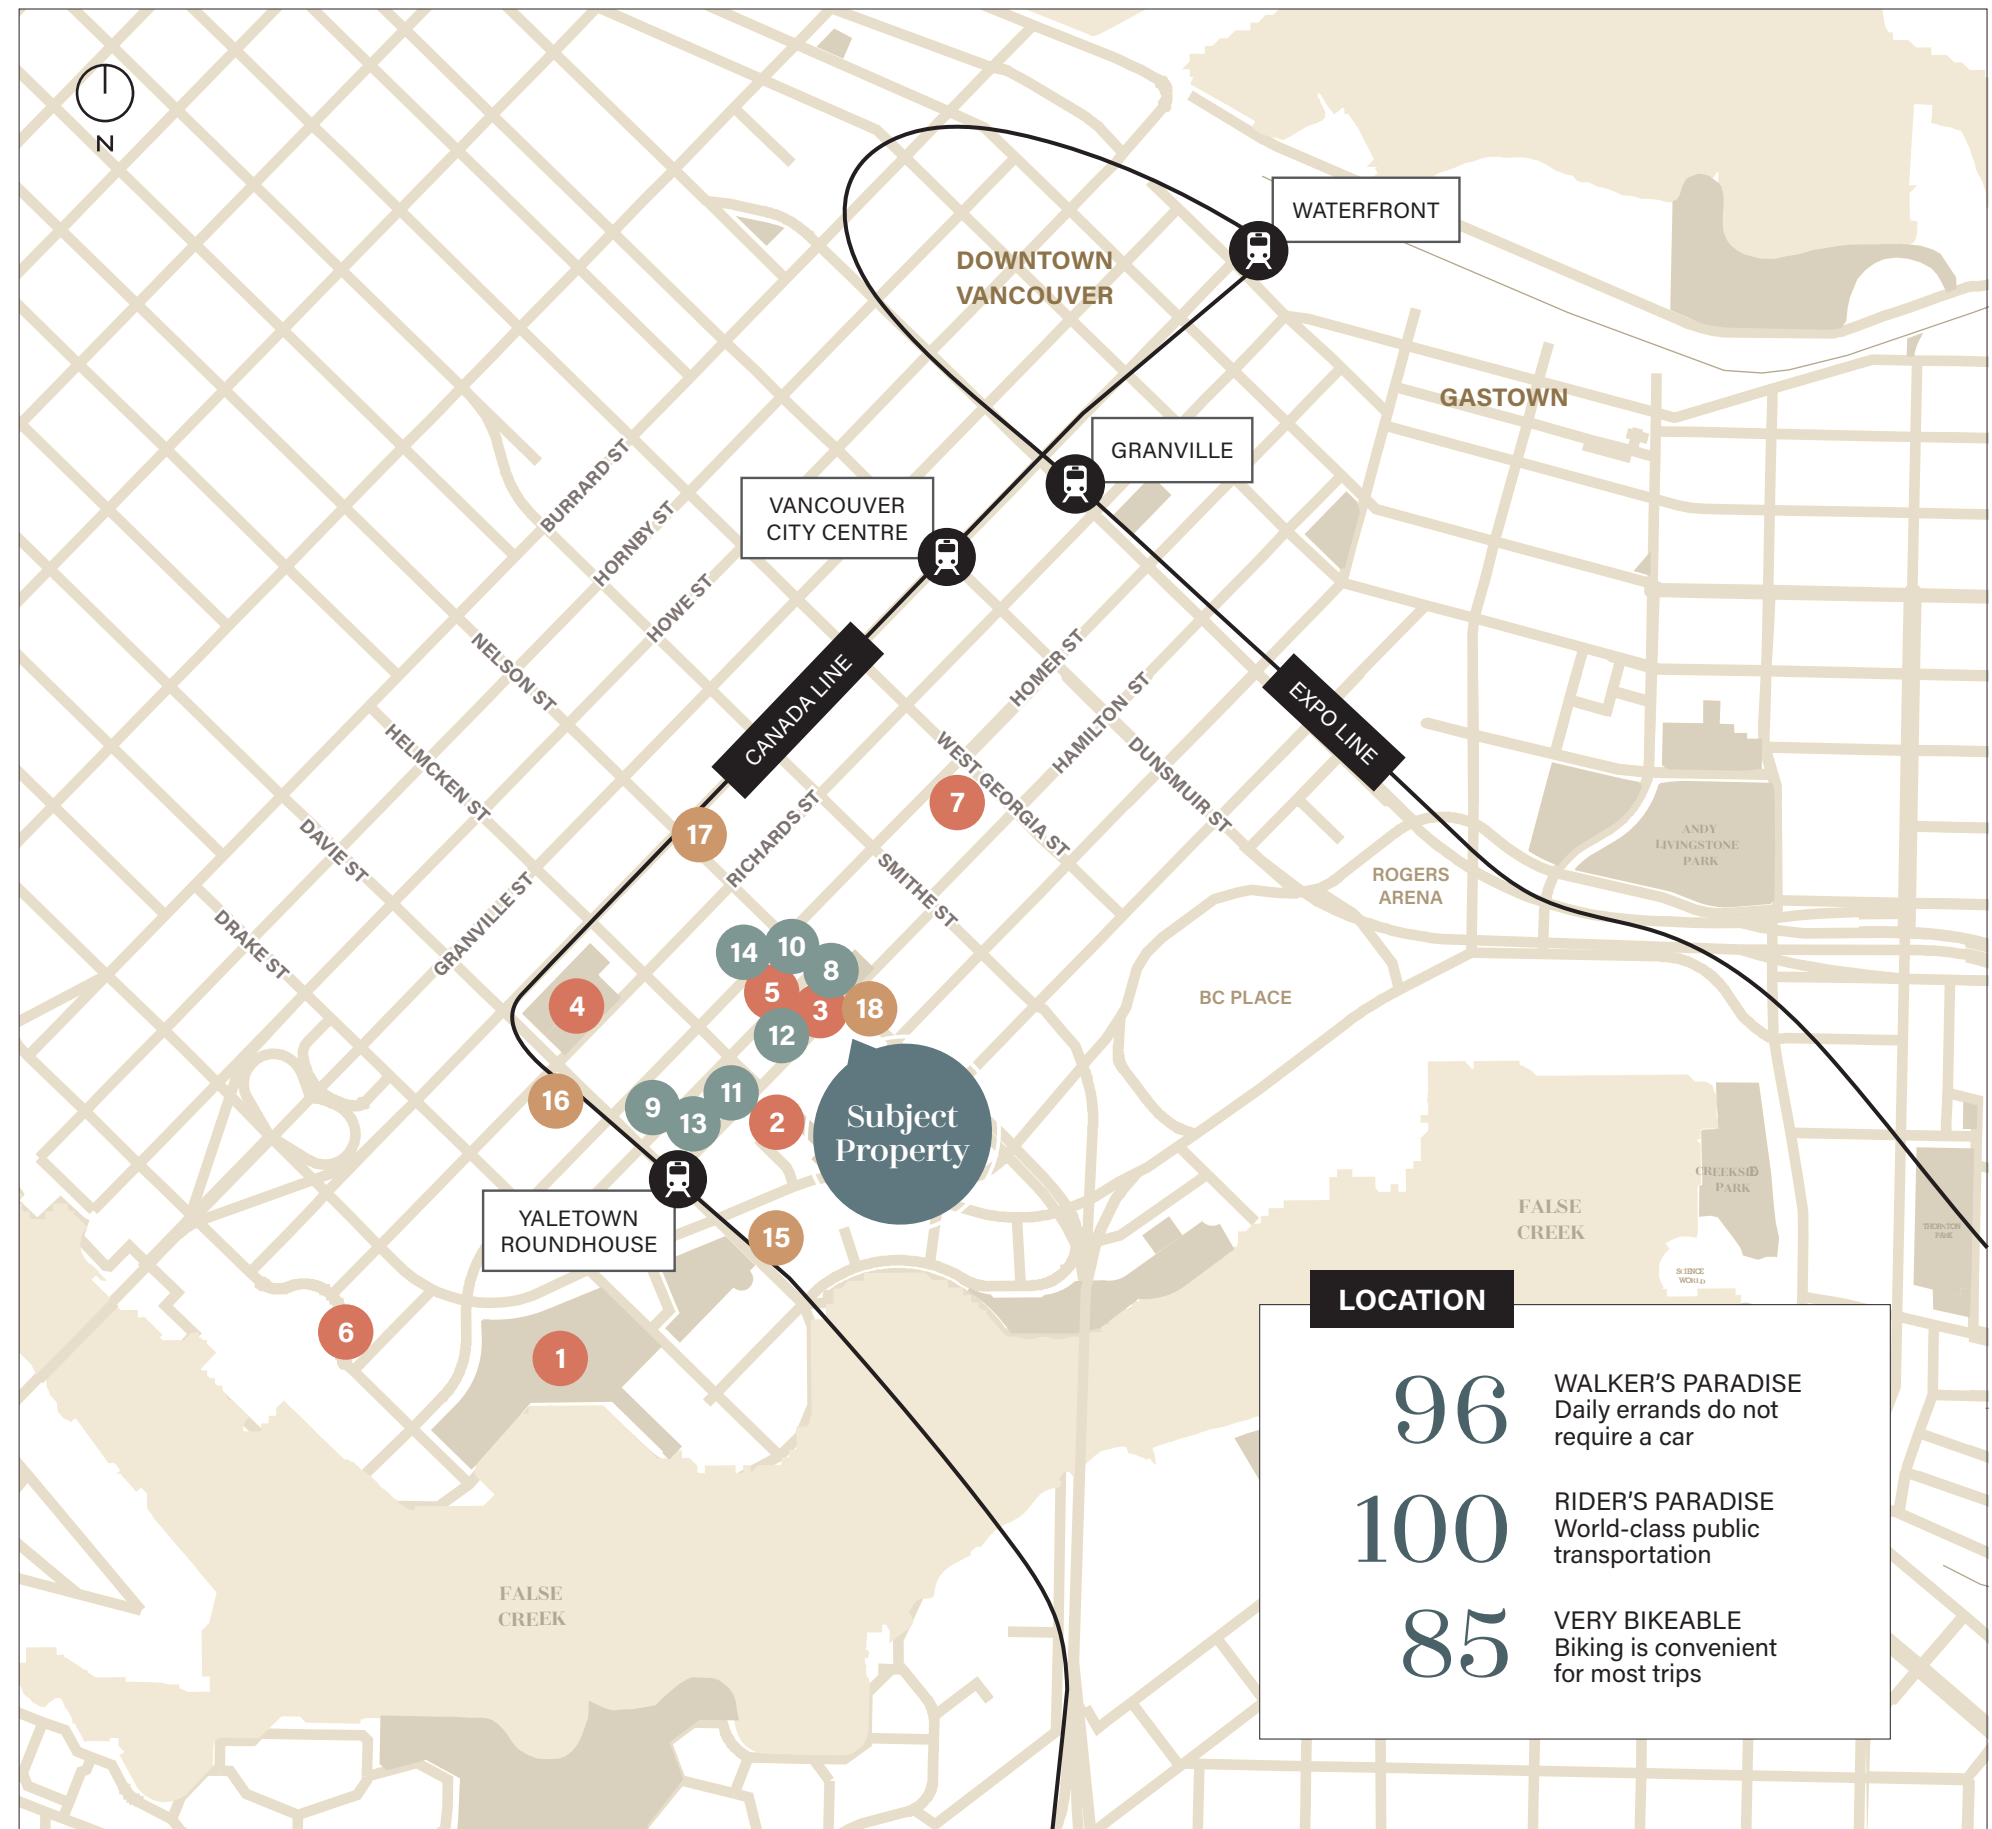 N
WATERFRONT
DOWNTOWN
VANCOUVER
GASTOWN
GRANVILLE
VANCOUVER
CITY CENTRE
BURRARD ST
HORNBY ST
HOWE ST
NELSON ST
HELMCKEN ST
DAVIE ST
DRAKE ST
GRANVILLE ST
CANADA LINE
EXPO LINE
HOMER ST
HAMILTON ST
WEST GEORGIA ST
DUNSMUIR ST
RICHARDS ST
SMITHE ST
7
17
ROGERS
ARENA
ANDY
LIVINGSTONE
PARK
BC PLACE
14
10
8
5
3
18
12
4
16
9
13
11
2
Subject
Property
YALETOWN
ROUNDHOUSE
15
6
1
CREEKSIDE
PARK
FALSE
CREEK
THORNTON
PARK
SCIENCE
WORLD
FALSE
CREEK
LOCATION
96
WALKER'S PARADISE
Daily errands do not
require a car
100
RIDER'S PARADISE
World-class public
transportation
85
VERY BIKEABLE
Biking is convenient
for most trips